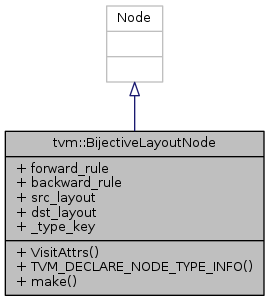 Node
tvm::BijectiveLayoutNode
+ forward_rule
+ backward_rule
+ src_layout
+ dst_layout
+ _type_key
+ VisitAttrs()
+ TVM_DECLARE_NODE_TYPE_INFO()
+ make()